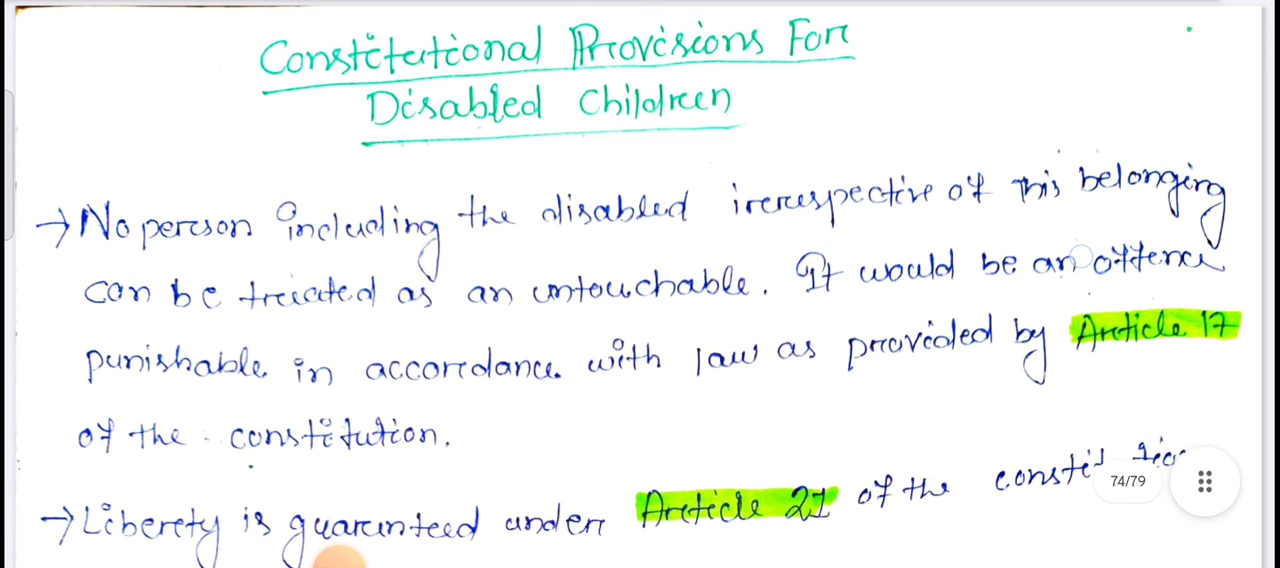 Constitutional Provisions For
Disabled Children
→ No person including the disabled irrespective of this belonging
can be treated as an untouchable. It would be an offence
punishable in accordance with law as provided by Article 17
of the constitution.
→ Liberety is guaranteed under Article 21 of the
74/79